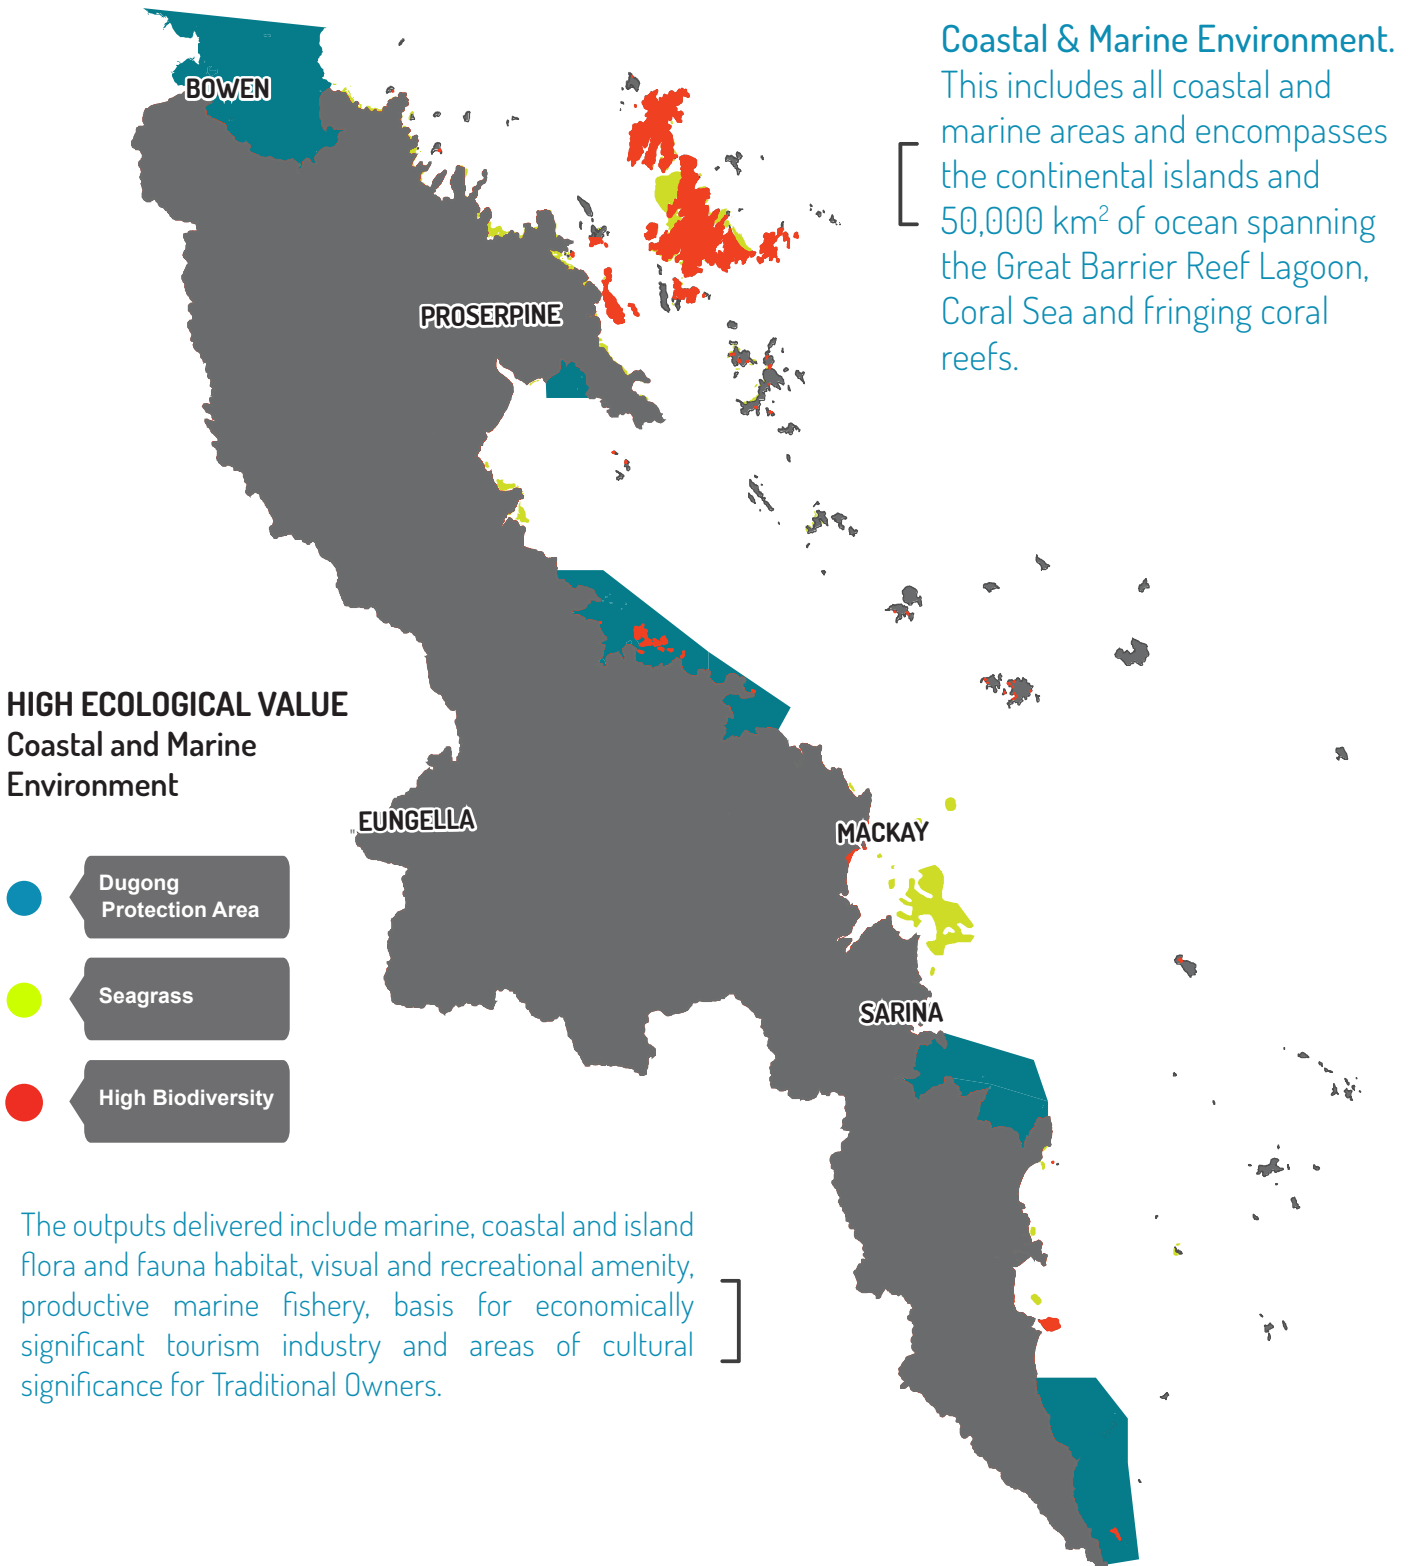 Coastal & Marine Environment.
This includes all coastal and
marine areas and encompasses
the continental islands and
50,000 km² of ocean spanning
the Great Barrier Reef Lagoon,
Coral Sea and fringing coral
reefs.
BOWEN
PROSERPINE
HIGH ECOLOGICAL VALUE
Coastal and Marine
Environment
EUNGELLA
MACKAY
Dugong
Protection Area
Seagrass
SARINA
High Biodiversity
The outputs delivered include marine, coastal and island
flora and fauna habitat, visual and recreational amenity,
productive marine fishery, basis for economically
significant tourism industry and areas of cultural
significance for Traditional Owners.